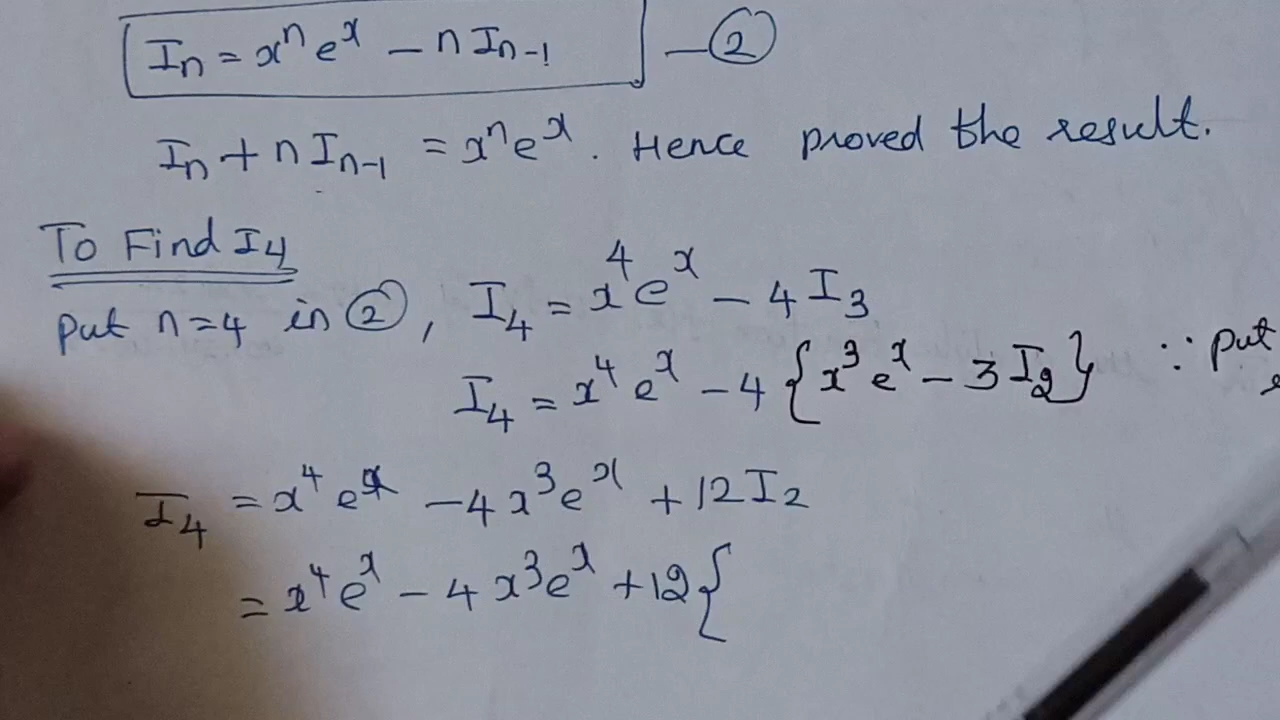 Iₙ = xⁿ eˣ − n Iₙ₋₁ — ②
Iₙ + n Iₙ₋₁ = xⁿ eˣ. Hence proved the result.
To Find I₄
put n=4 in ②, I₄ = x⁴ eˣ − 4 I₃
I₄ = x⁴ eˣ − 4 {x³ eˣ − 3 I₂} ∵ put
I₄ = x⁴ eˣ − 4 x³ eˣ + 12 I₂
= x⁴ eˣ − 4 x³ eˣ + 12 {